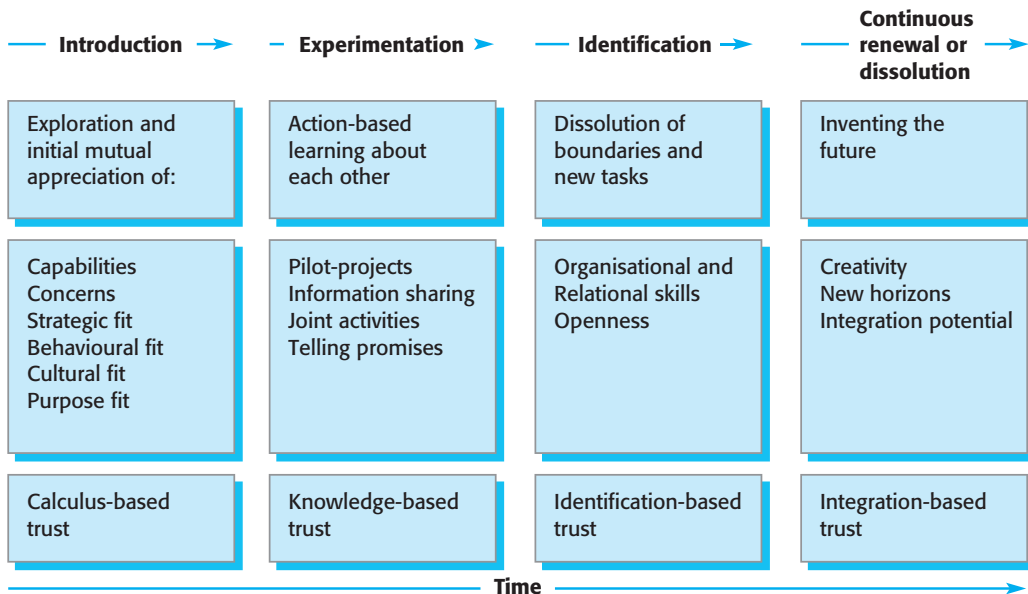 Introduction
Experimentation
Identification
Continuous
renewal or
dissolution
Exploration and
initial mutual
appreciation of:
Action-based
learning about
each other
Dissolution of
boundaries and
new tasks
Inventing the
future
Capabilities
Concerns
Strategic fit
Behavioural fit
Cultural fit
Purpose fit
Pilot-projects
Information sharing
Joint activities
Telling promises
Organisational and
Relational skills
Openness
Creativity
New horizons
Integration potential
Calculus-based
trust
Knowledge-based
trust
Identification-based
trust
Integration-based
trust
Time